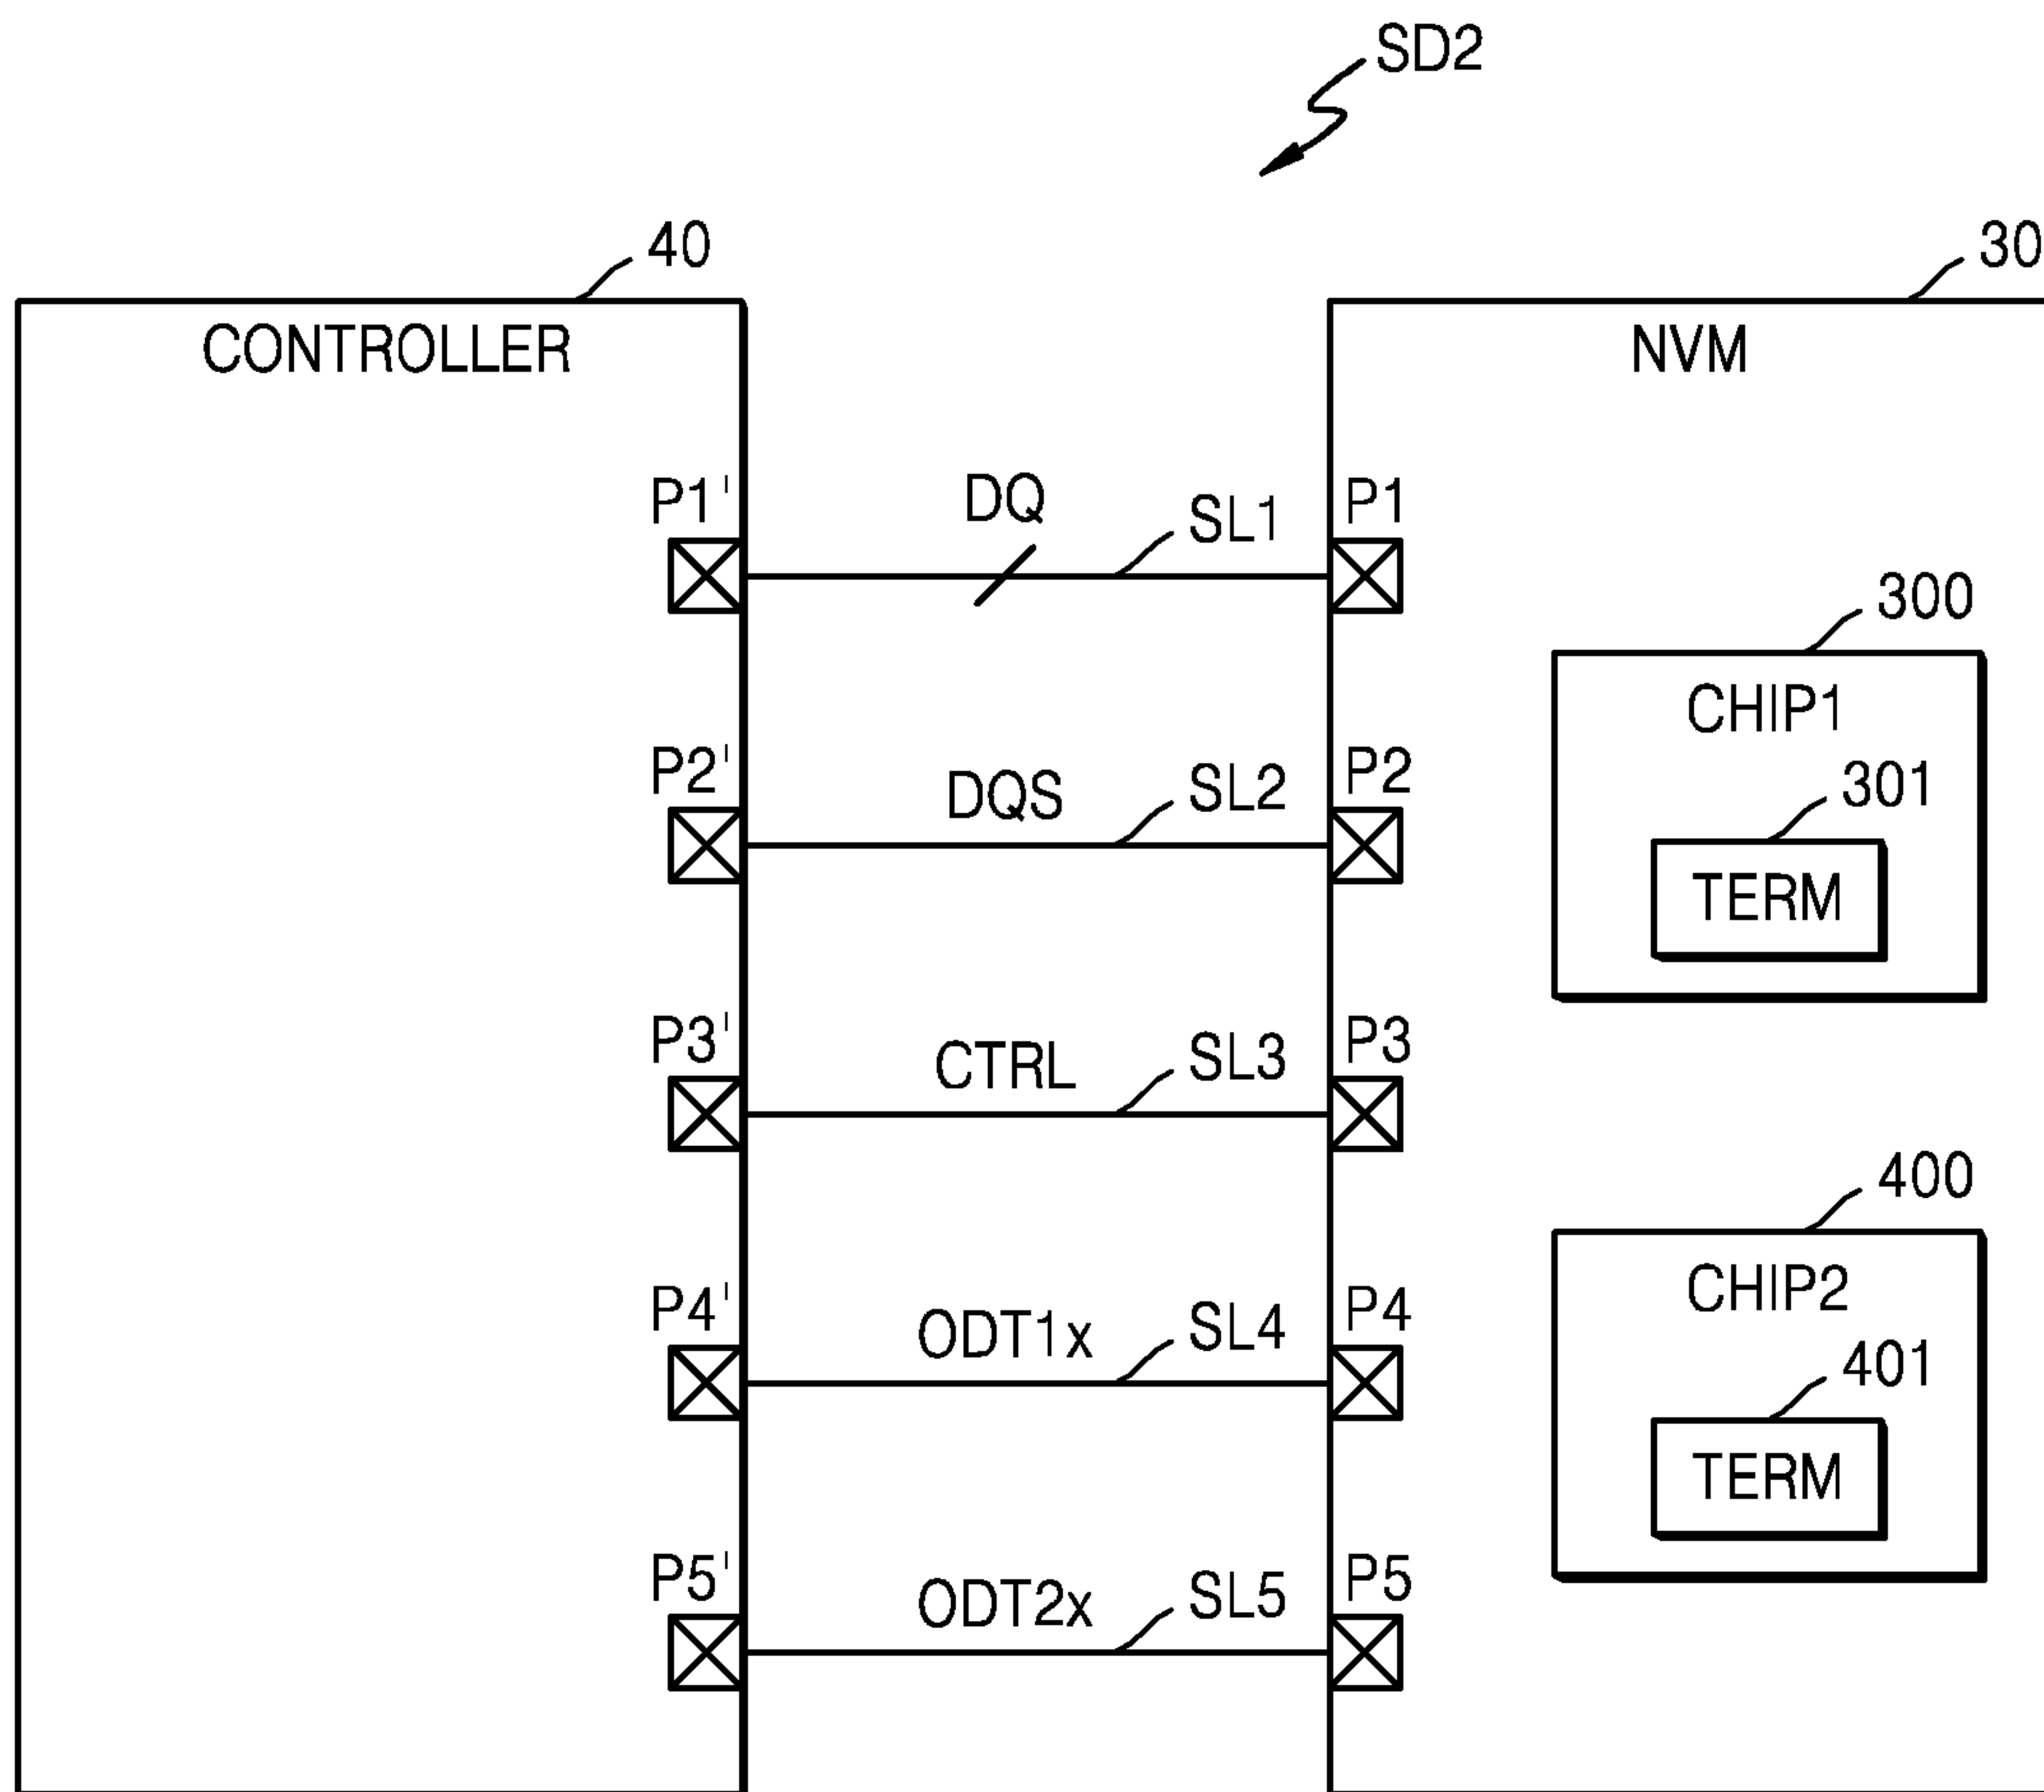 SD2
40
30
CONTROLLER
NVM
P1'
DQ
SL1
P1
300
CHIP1
P2'
DQS
SL2
P2
301
TERM
P3'
CTRL
SL3
P3
400
CHIP2
P4'
ODT1x
SL4
P4
401
TERM
P5'
ODT2x
SL5
P5